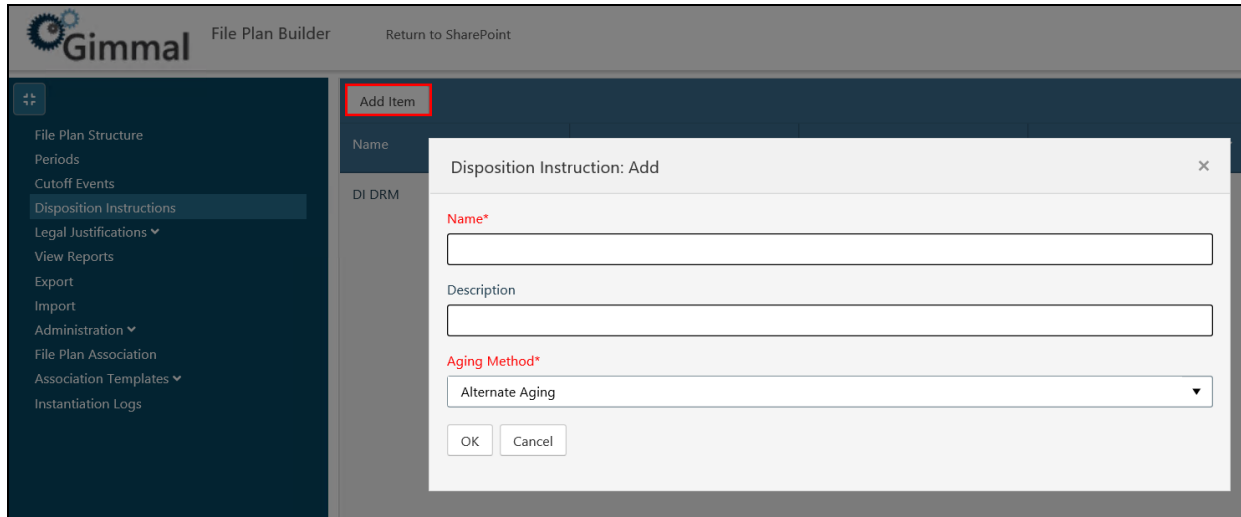 Gimmal File Plan Builder Return to SharePoint
Add Item
File Plan Structure
Periods
Cutoff Events
Disposition Instructions
Legal Justifications
View Reports
Export
Import
Administration
File Plan Association
Association Templates
Instantiation Logs
Name
DI DRM
Disposition Instruction: Add ×
Name*
Description
Aging Method*
Alternate Aging
OK Cancel